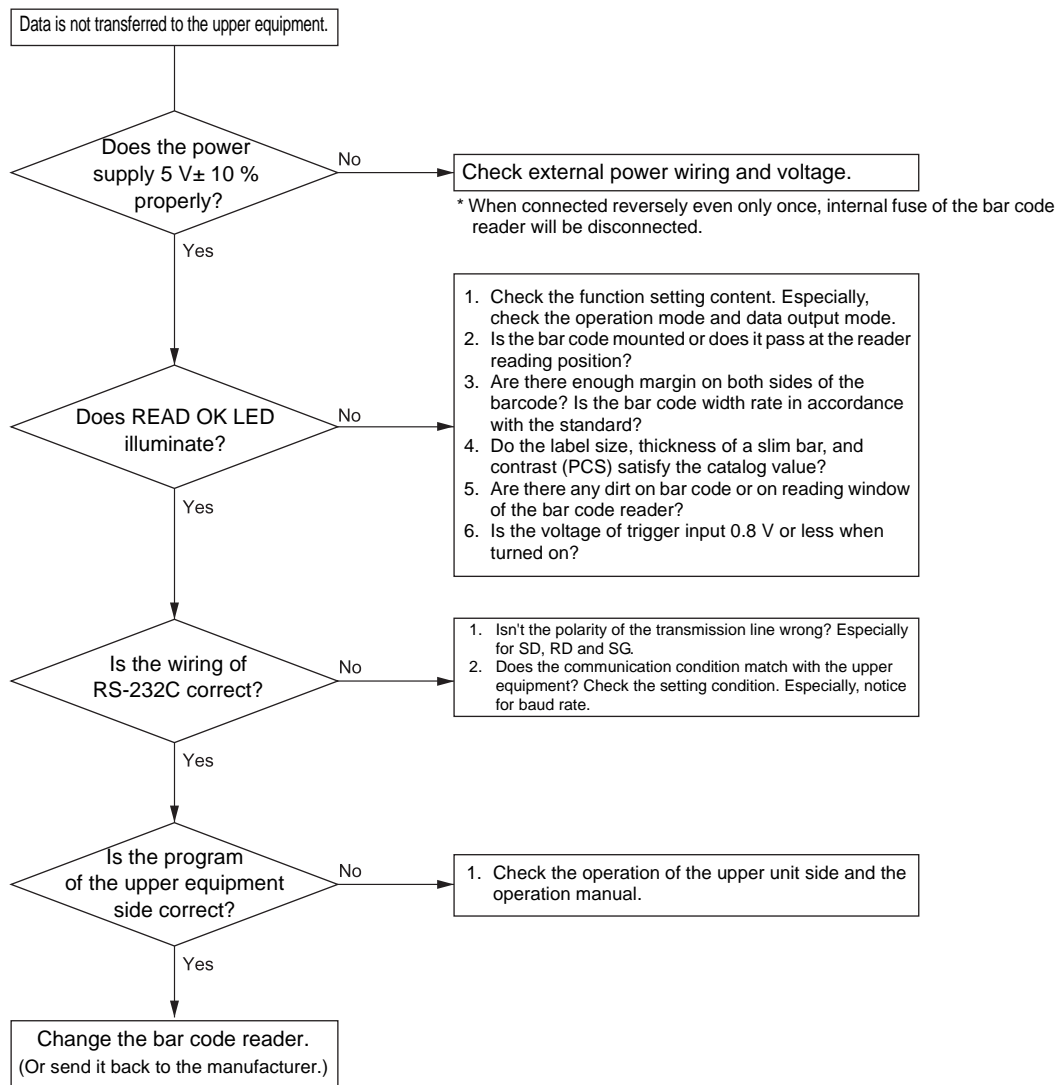 Data is not transferred to the upper equipment.
Does the power
supply 5 V± 10 %
properly?
No
Check external power wiring and voltage.
* When connected reversely even only once, internal fuse of the bar code
reader will be disconnected.
Yes
Does READ OK LED
illuminate?
No
1. Check the function setting content. Especially,
check the operation mode and data output mode.
2. Is the bar code mounted or does it pass at the reader
reading position?
3. Are there enough margin on both sides of the
barcode? Is the bar code width rate in accordance
with the standard?
4. Do the label size, thickness of a slim bar, and
contrast (PCS) satisfy the catalog value?
5. Are there any dirt on bar code or on reading window
of the bar code reader?
6. Is the voltage of trigger input 0.8 V or less when
turned on?
Yes
Is the wiring of
RS-232C correct?
No
1. Isn't the polarity of the transmission line wrong? Especially
for SD, RD and SG.
2. Does the communication condition match with the upper
equipment? Check the setting condition. Especially, notice
for baud rate.
Yes
Is the program
of the upper equipment
side correct?
No
1. Check the operation of the upper unit side and the
operation manual.
Yes
Change the bar code reader.
(Or send it back to the manufacturer.)